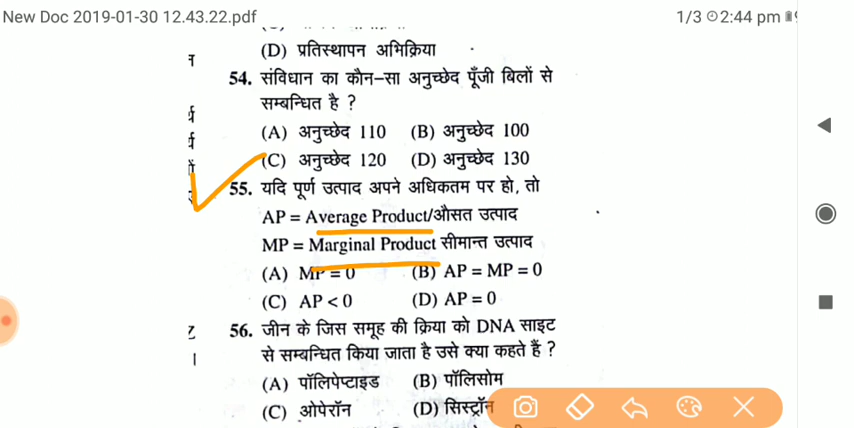 New Doc 2019-01-30 12.43.22.pdf
1/3 2:44 pm
(D) प्रतिस्थापन अभिक्रिया
54. संविधान का कौन-सा अनुच्छेद पूँजी बिलों से
सम्बन्धित है ?
(A) अनुच्छेद 110 (B) अनुच्छेद 100
(C) अनुच्छेद 120 (D) अनुच्छेद 130
55. यदि पूर्ण उत्पाद अपने अधिकतम पर हो, तो
AP = Average Product/औसत उत्पाद
MP = Marginal Product सीमान्त उत्पाद
(A) MP = 0 (B) AP = MP = 0
(C) AP < 0 (D) AP = 0
56. जीन के जिस समूह की क्रिया को DNA साइट
से सम्बन्धित किया जाता है उसे क्या कहते हैं ?
(A) पॉलिपेप्टाइड (B) पॉलिसोम
(C) ओपेरॉन (D) सिस्ट्रॉन